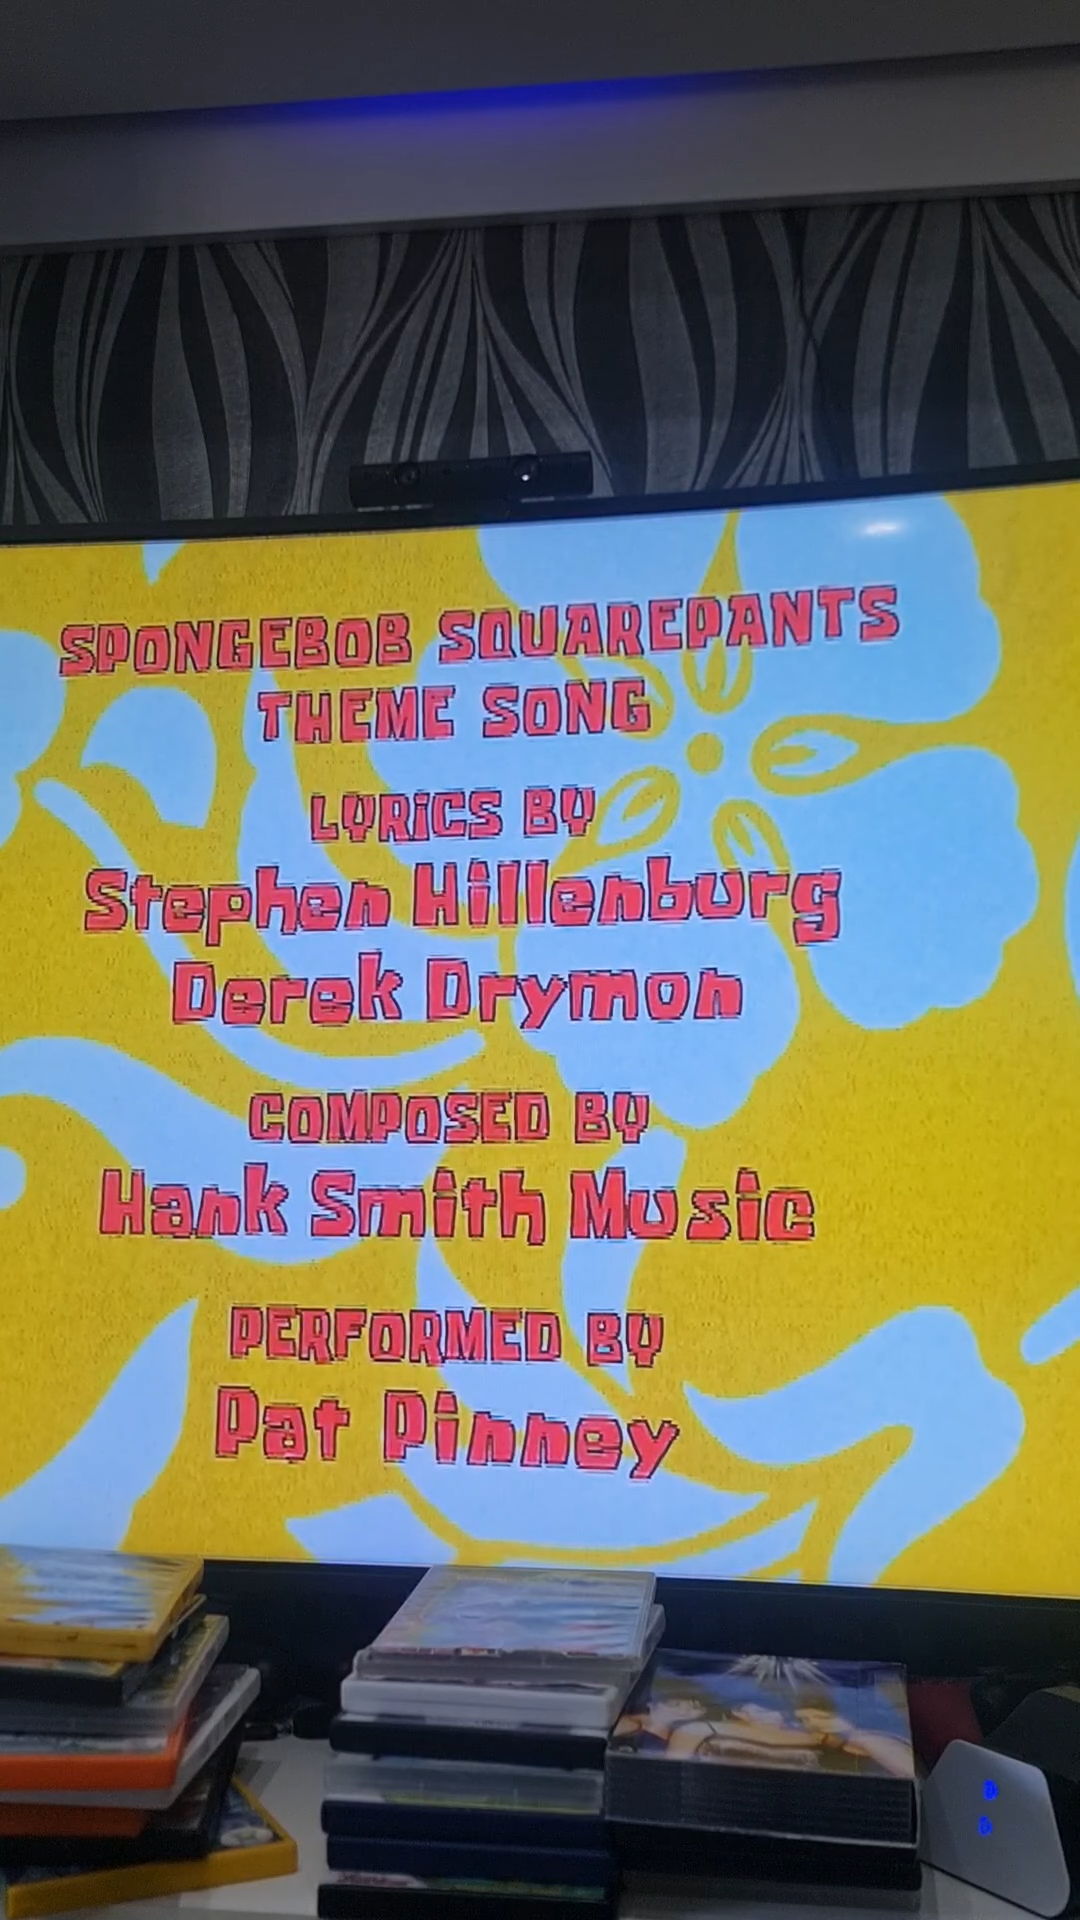 SPONGEBOB SQUAREPANTS
THEME SONG
LYRiCS BY
Stephen Hillenburg
Derek Drymon
COMPOSED BY
Hank Smith Music
PERFORMED BY
Pat Pinney